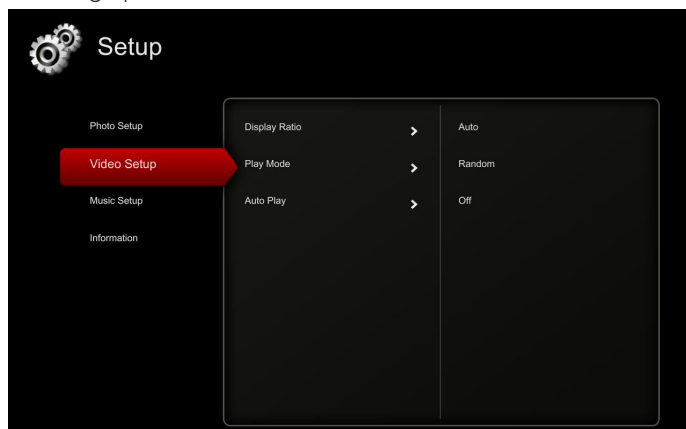 Setup
Photo Setup
Video Setup
Music Setup
Information
Display Ratio
Auto
Play Mode
Random
Auto Play
Off